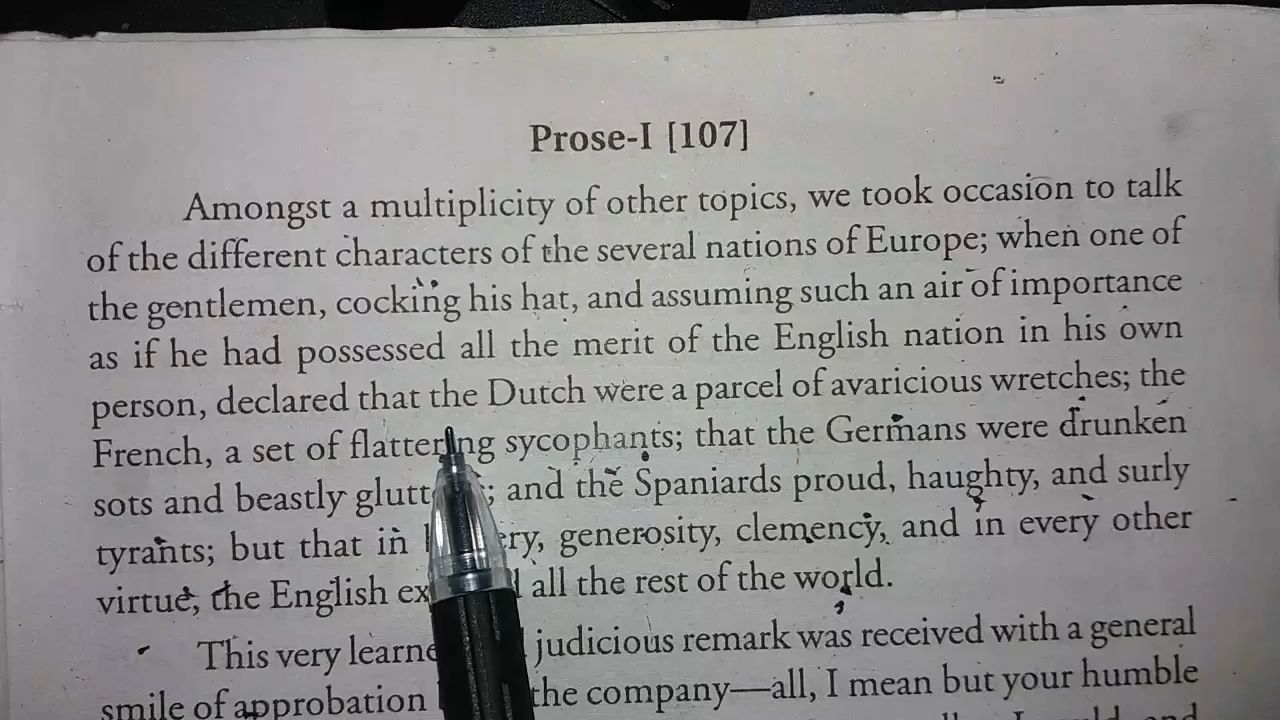 Prose-I [107]
Amongst a multiplicity of other topics, we took occasion to talk
of the different characters of the several nations of Europe; when one of
the gentlemen, cocking his hat, and assuming such an air of importance
as if he had possessed all the merit of the English nation in his own
person, declared that the Dutch were a parcel of avaricious wretches; the
French, a set of flattering sycophants; that the Germans were drunken
sots and beastly ; and the Spaniards proud, haughty, and surly
tyrants; but that in generosity, clemency, and in every other
virtue, the English all the rest of the world.
This very judicious remark was received with a general
smile of approbation the company—all, I mean but your humble